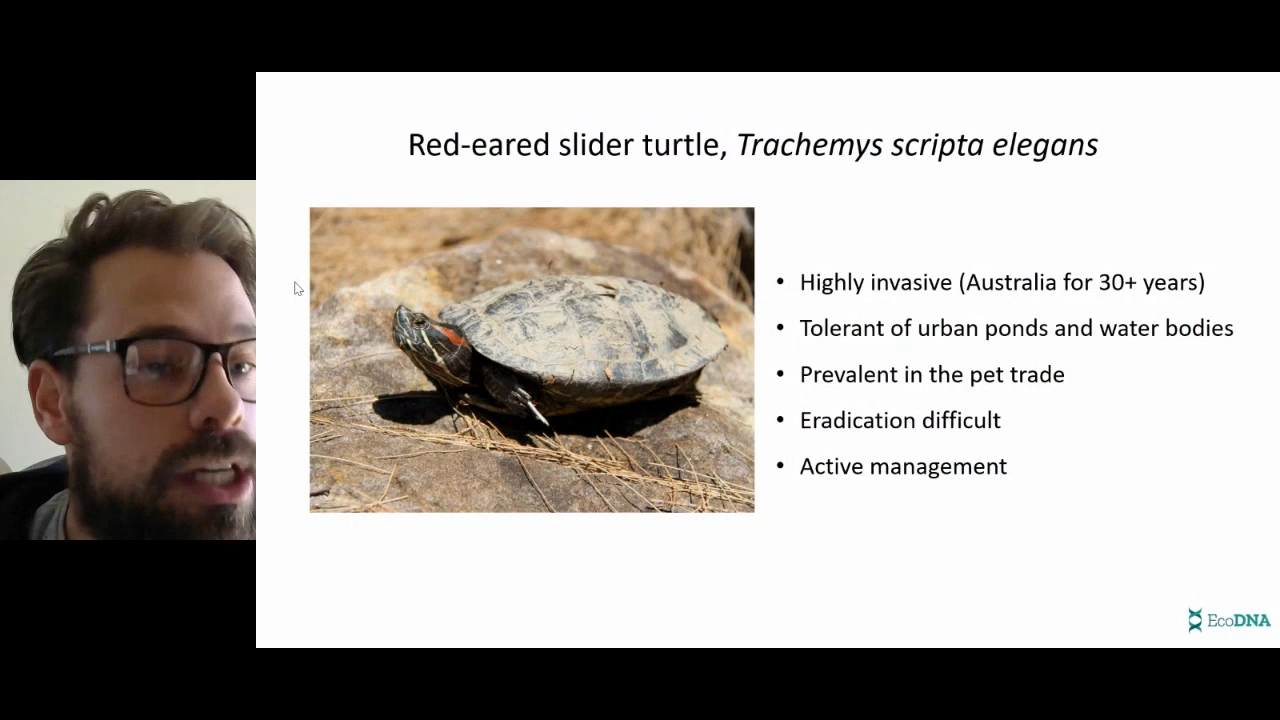 Red-eared slider turtle, Trachemys scripta elegans
• Highly invasive (Australia for 30+ years)
• Tolerant of urban ponds and water bodies
• Prevalent in the pet trade
• Eradication difficult
• Active management
EcoDNA